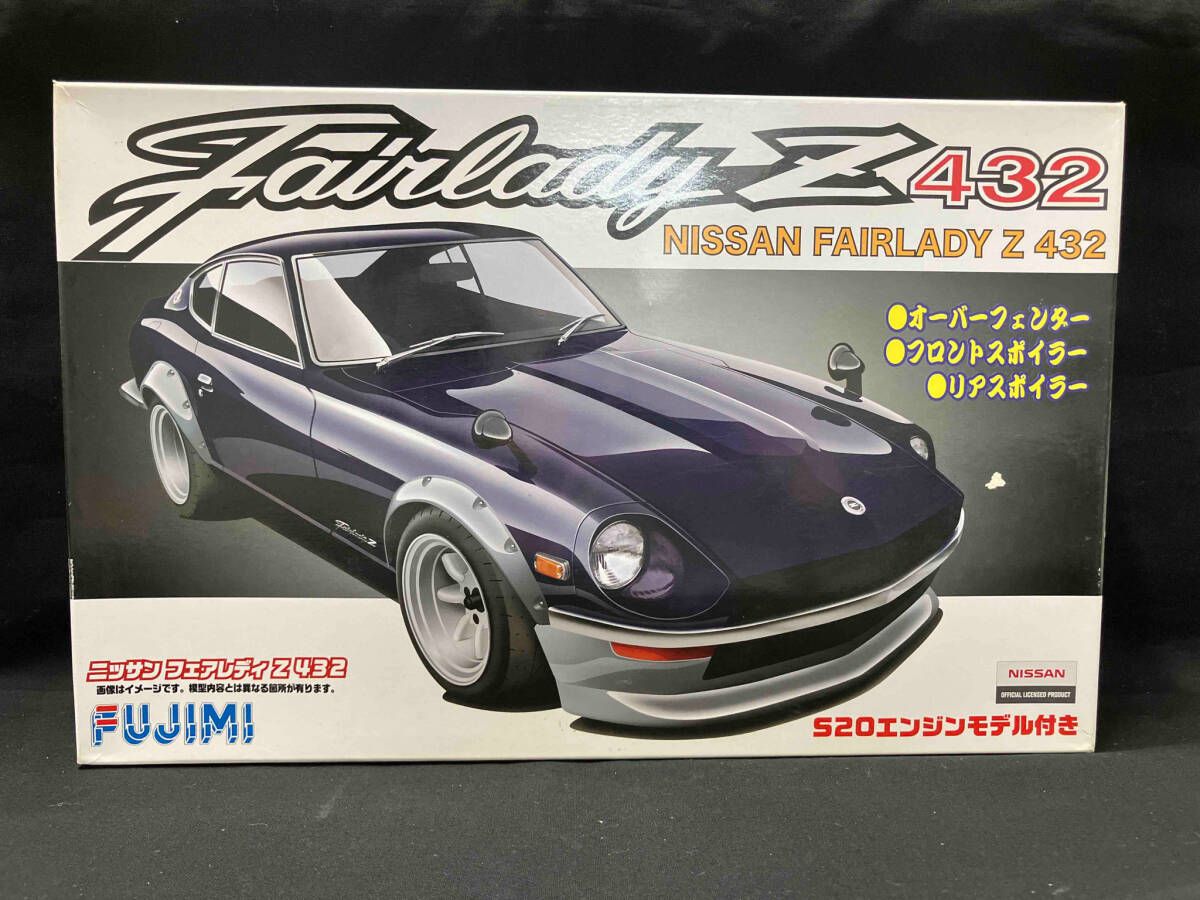 Fairlady Z 432
NISSAN FAIRLADY Z 432
●オーバーフェンダー
●フロントスポイラー
●リアスポイラー
Fairlady Z
ニッサン フェアレディ Z 432
画像はイメージです。模型内容とは異なる箇所が有ります。
FUJIMI
NISSAN
OFFICIAL LICENSED PRODUCT
S20エンジンモデル付き